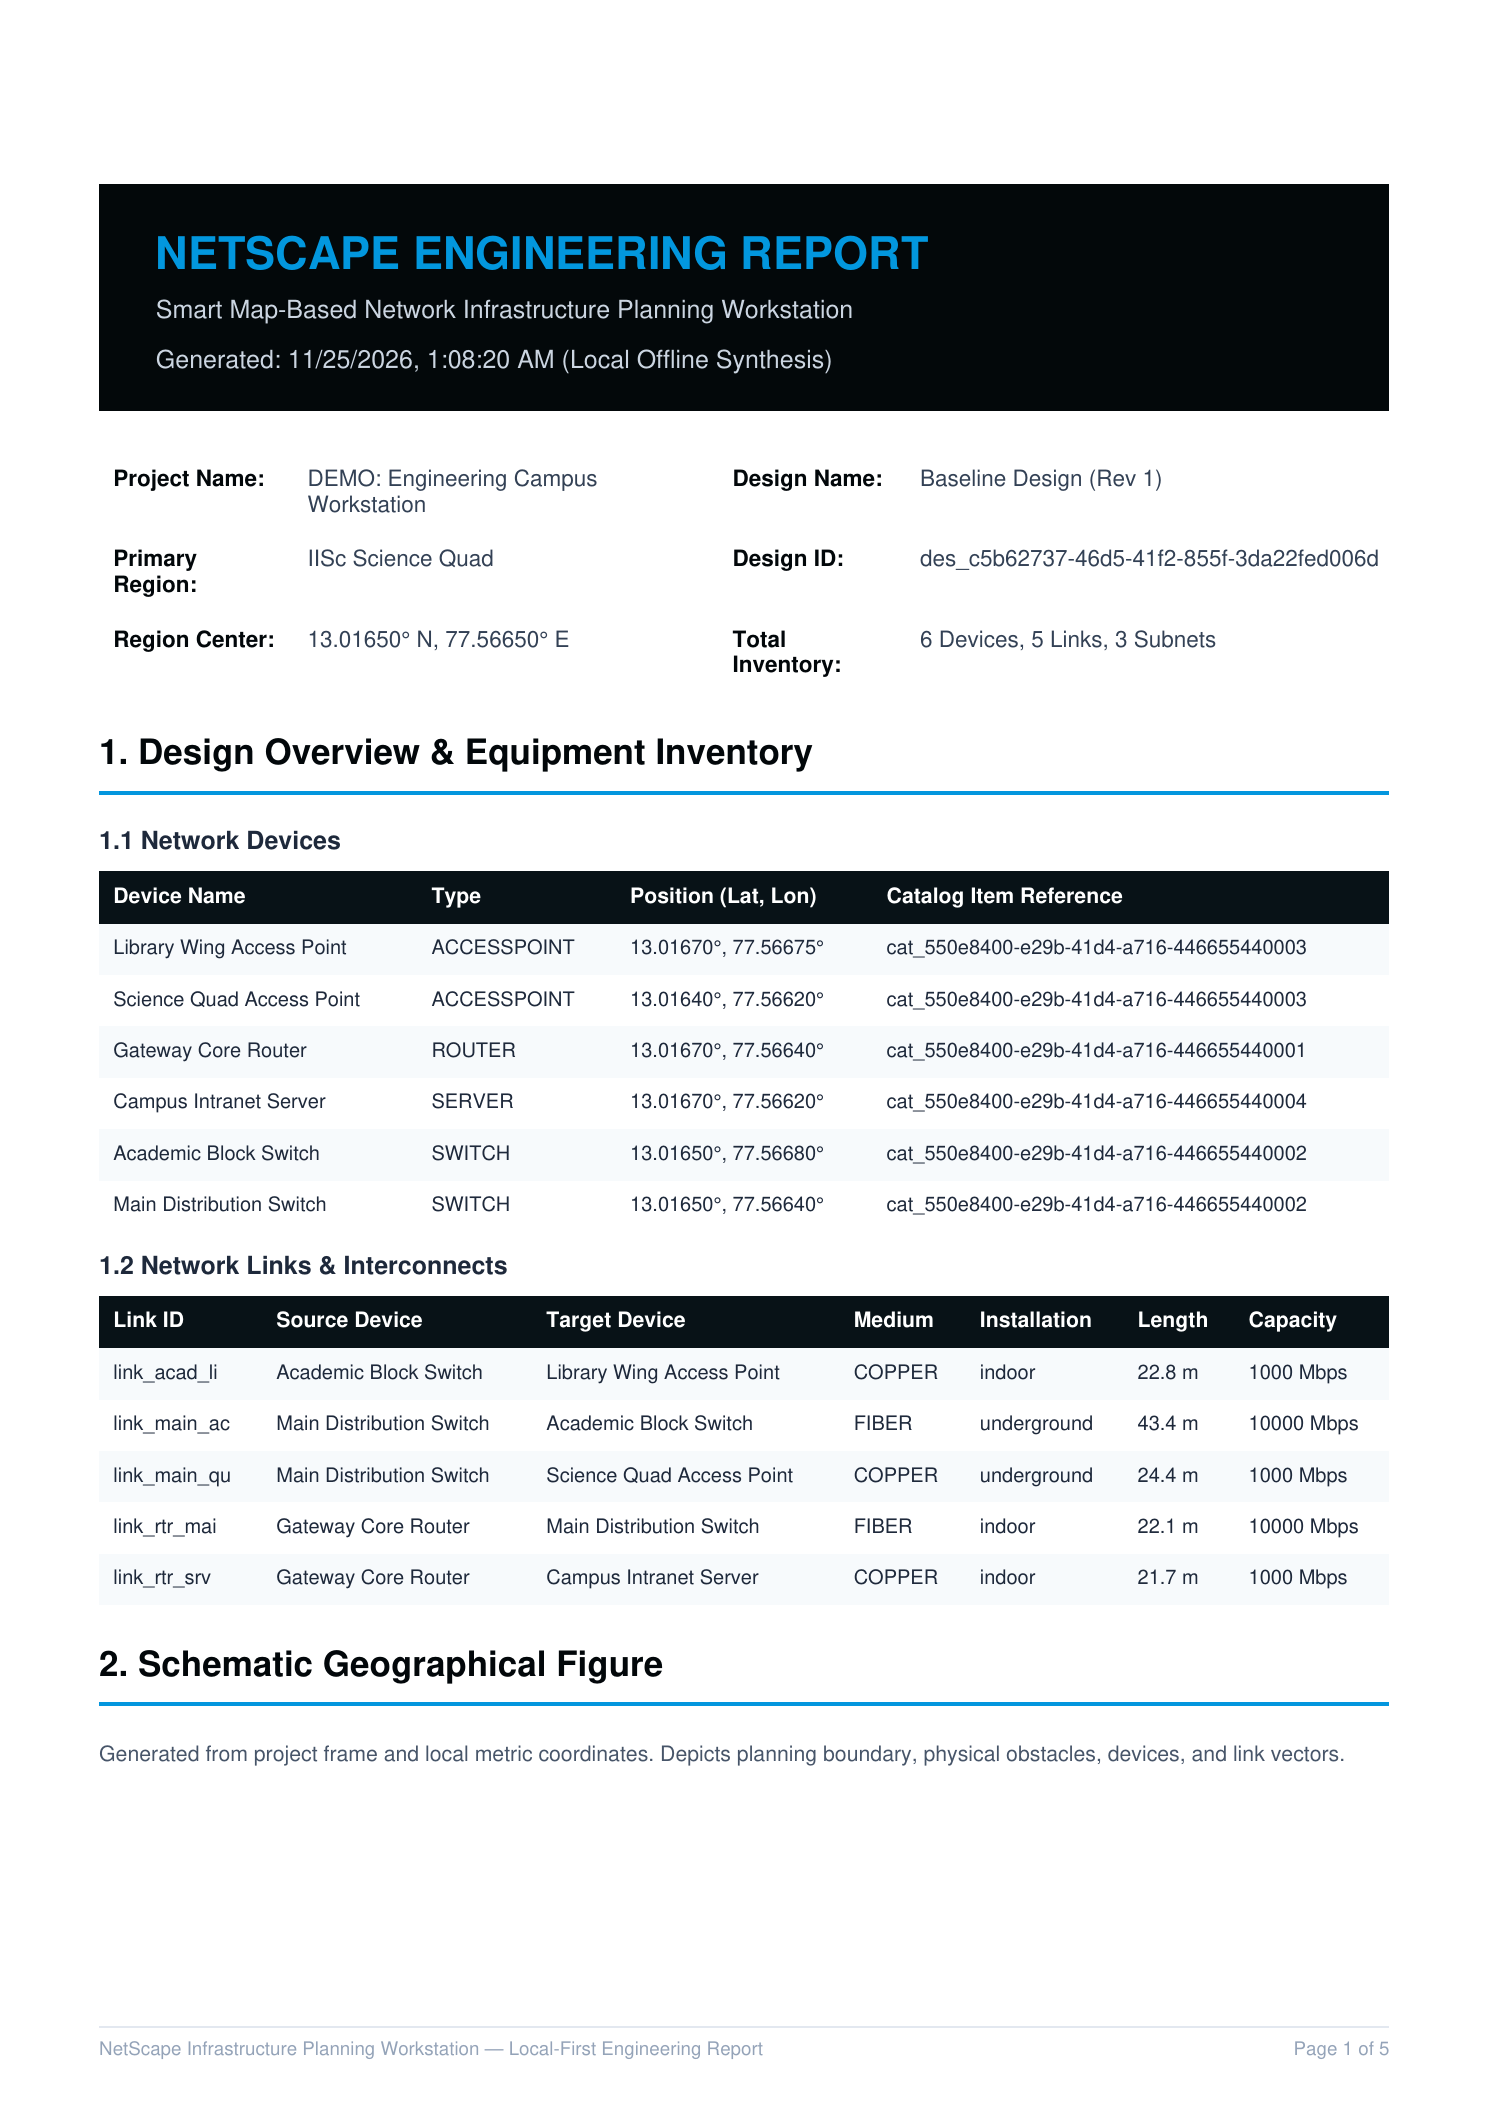 NETSCAPE ENGINEERING REPORT
Smart Map-Based Network Infrastructure Planning Workstation
Generated: 11/25/2026, 1:08:20 AM (Local Offline Synthesis)
Project Name: DEMO: Engineering Campus Workstation Design Name: Baseline Design (Rev 1)
Primary Region: IISc Science Quad Design ID: des_c5b62737-46d5-41f2-855f-3da22fed006d
Region Center: 13.01650° N, 77.56650° E Total Inventory: 6 Devices, 5 Links, 3 Subnets
1. Design Overview & Equipment Inventory
1.1 Network Devices
Device Name Type Position (Lat, Lon) Catalog Item Reference
Library Wing Access Point ACCESSPOINT 13.01670°, 77.56675° cat_550e8400-e29b-41d4-a716-446655440003
Science Quad Access Point ACCESSPOINT 13.01640°, 77.56620° cat_550e8400-e29b-41d4-a716-446655440003
Gateway Core Router ROUTER 13.01670°, 77.56640° cat_550e8400-e29b-41d4-a716-446655440001
Campus Intranet Server SERVER 13.01670°, 77.56620° cat_550e8400-e29b-41d4-a716-446655440004
Academic Block Switch SWITCH 13.01650°, 77.56680° cat_550e8400-e29b-41d4-a716-446655440002
Main Distribution Switch SWITCH 13.01650°, 77.56640° cat_550e8400-e29b-41d4-a716-446655440002
1.2 Network Links & Interconnects
Link ID Source Device Target Device Medium Installation Length Capacity
link_acad_li Academic Block Switch Library Wing Access Point COPPER indoor 22.8 m 1000 Mbps
link_main_ac Main Distribution Switch Academic Block Switch FIBER underground 43.4 m 10000 Mbps
link_main_qu Main Distribution Switch Science Quad Access Point COPPER underground 24.4 m 1000 Mbps
link_rtr_mai Gateway Core Router Main Distribution Switch FIBER indoor 22.1 m 10000 Mbps
link_rtr_srv Gateway Core Router Campus Intranet Server COPPER indoor 21.7 m 1000 Mbps
2. Schematic Geographical Figure
Generated from project frame and local metric coordinates. Depicts planning boundary, physical obstacles, devices, and link vectors.
NetScape Infrastructure Planning Workstation — Local-First Engineering Report Page 1 of 5